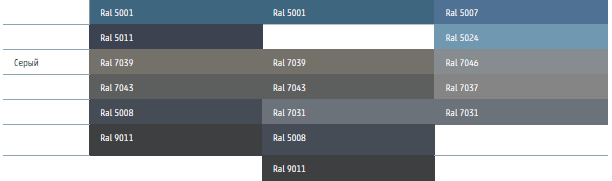 Ral 5001 Ral 5001 Ral 5007
Ral 5011 Ral 5024
Серый Ral 7039 Ral 7039 Ral 7046
Ral 7043 Ral 7043 Ral 7037
Ral 5008 Ral 7031 Ral 7031
Ral 9011 Ral 5008
Ral 9011